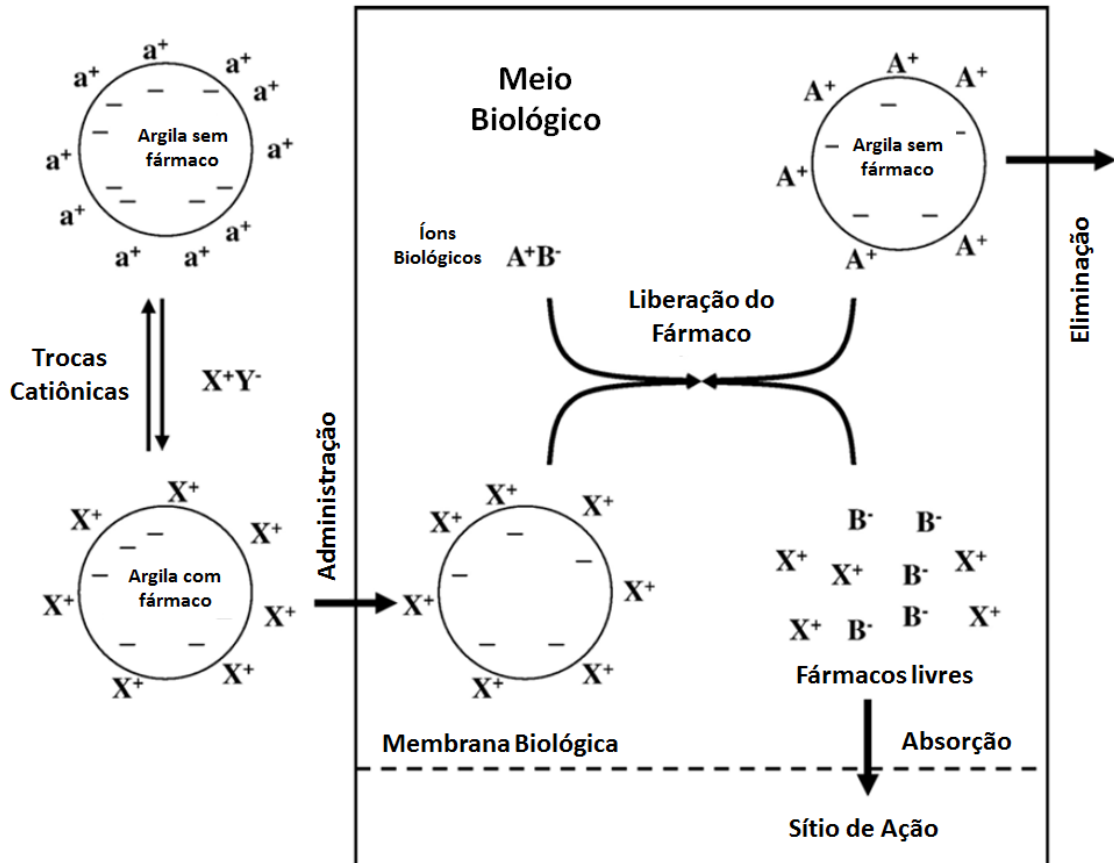 a⁺
a⁺
a⁺
a⁺
a⁺
a⁺
a⁺
a⁺
a⁺
a⁺
– – –
–
– –
– –
Argila sem
fármaco
Trocas
Catiônicas
X⁺Y⁻
X⁺
X⁺
X⁺
X⁺
X⁺
X⁺
X⁺
– –
–
– –
Argila com
fármaco
Administração
Meio
Biológico
Íons
Biológicos
A⁺B⁻
A⁺
A⁺
A⁺
A⁺
A⁺
A⁺
–
– -
– –
Argila sem
fármaco
Eliminação
Liberação do
Fármaco
X⁺
X⁺
X⁺
X⁺
X⁺
X⁺
X⁺
–
– –
– –
B⁻ B⁻
X⁺ X⁺ B⁻ X⁺
X⁺ B⁻ B⁻ X⁺
Fármacos livres
Membrana Biológica
Absorção
Sítio de Ação